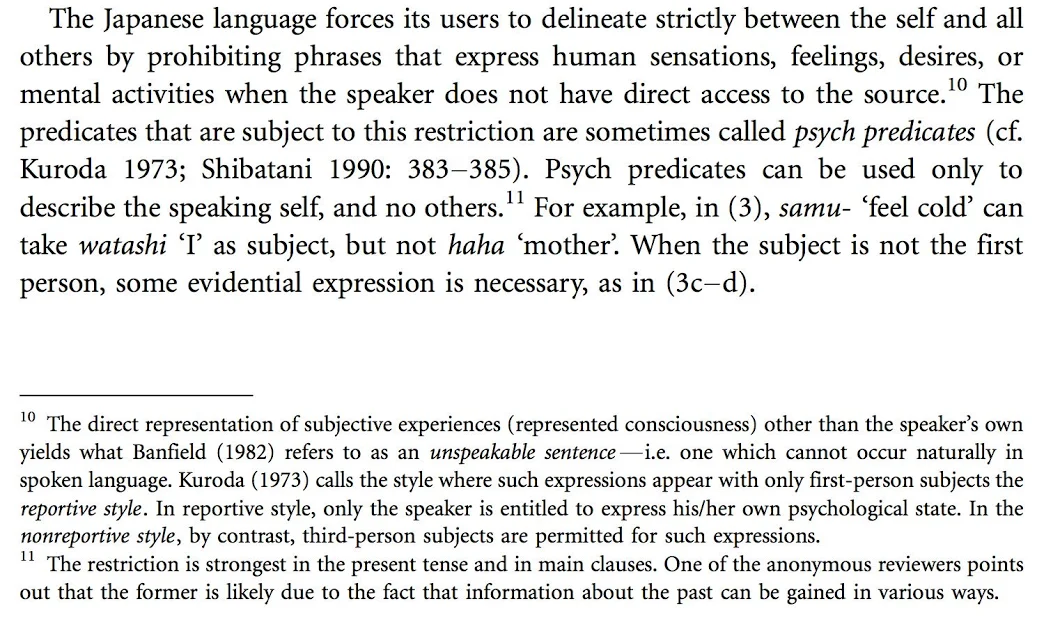 The Japanese language forces its users to delineate strictly between the self and all
others by prohibiting phrases that express human sensations, feelings, desires, or
mental activities when the speaker does not have direct access to the source.10 The
predicates that are subject to this restriction are sometimes called psych predicates (cf.
Kuroda 1973; Shibatani 1990: 383–385). Psych predicates can be used only to
describe the speaking self, and no others.11 For example, in (3), samu- ‘feel cold’ can
take watashi ‘I’ as subject, but not haha ‘mother’. When the subject is not the first
person, some evidential expression is necessary, as in (3c–d).
10 The direct representation of subjective experiences (represented consciousness) other than the speaker’s own
yields what Banfield (1982) refers to as an unspeakable sentence—i.e. one which cannot occur naturally in
spoken language. Kuroda (1973) calls the style where such expressions appear with only first-person subjects the
reportive style. In reportive style, only the speaker is entitled to express his/her own psychological state. In the
nonreportive style, by contrast, third-person subjects are permitted for such expressions.
11 The restriction is strongest in the present tense and in main clauses. One of the anonymous reviewers points
out that the former is likely due to the fact that information about the past can be gained in various ways.